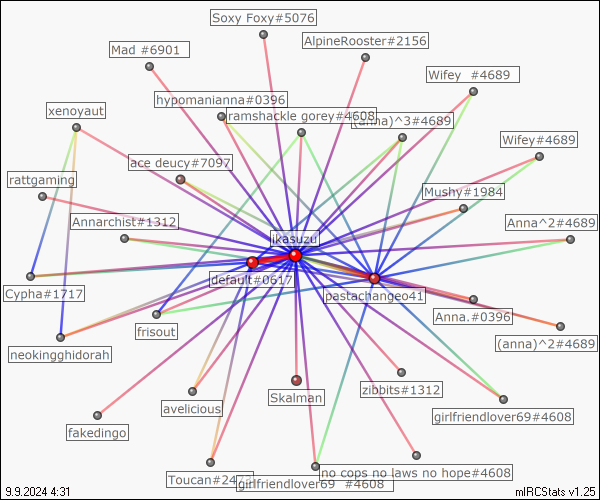 Soxy Foxy#5076
Mad #6901
AlpineRooster#2156
Wifey  #4689
hypomanianna#0396
xenoyaut
ramshackle gorey#4608
(anna)^3#4689
Wifey#4689
ace deucy#7097
rattgaming
Mushy#1984
Annarchist#1312
Anna^2#4689
ikasuzu
default#0617
Cypha#1717
pastachangeo41
Anna.#0396
frisout
neokingghidorah
(anna)^2#4689
zibbits#1312
Skalman
avelicious
girlfriendlover69#4608
fakedingo
no cops no laws no hope#4608
girlfriendlover69  #4608
9.9.2024 4:31
mIRCStats v1.25